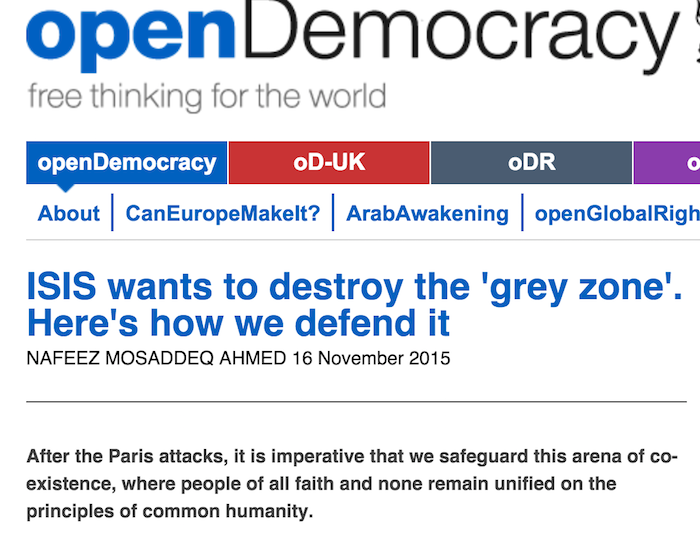 openDemocracy
free thinking for the world
openDemocracy oD-UK oDR
About CanEuropeMakeIt? ArabAwakening openGlobalRigh
ISIS wants to destroy the 'grey zone'.
Here's how we defend it
NAFEEZ MOSADDEQ AHMED 16 November 2015
After the Paris attacks, it is imperative that we safeguard this arena of co-
existence, where people of all faith and none remain unified on the
principles of common humanity.